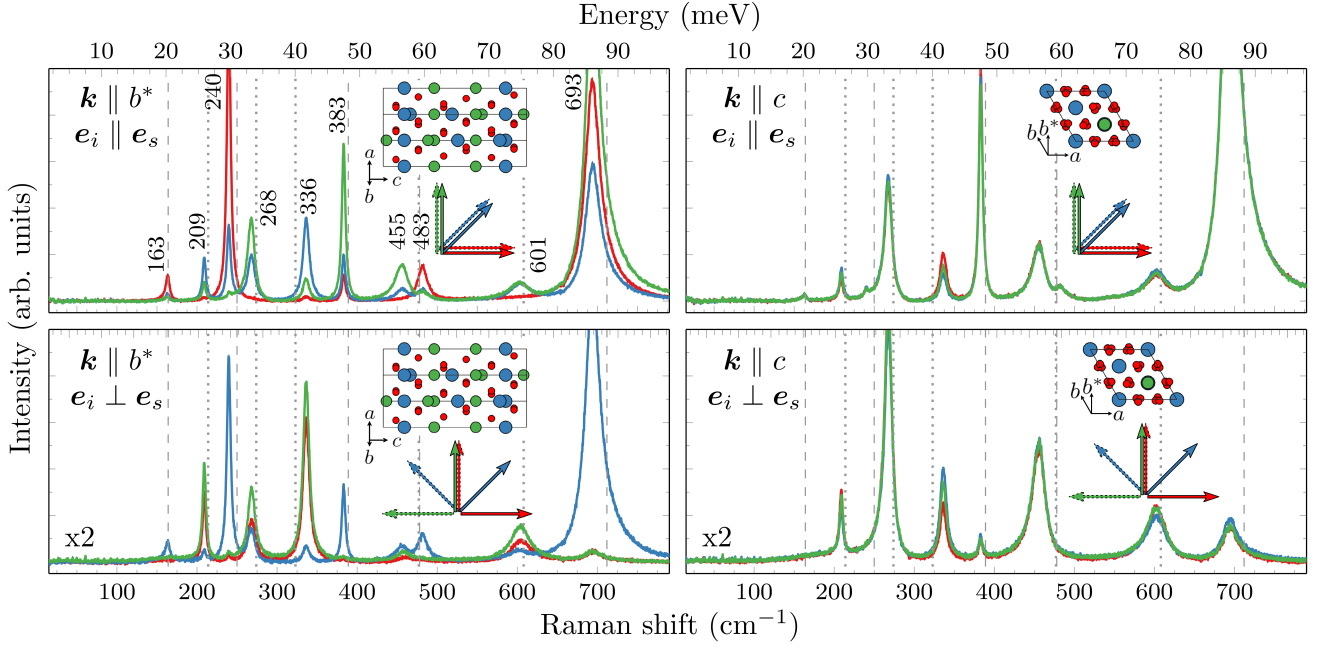 Energy (meV)
10 20 30 40 50 60 70 80 90
10 20 30 40 50 60 70 80 90
k ∥ b*
e_i ∥ e_s
163
209
240
268
336
383
455
483
601
693
a
c
b
k ∥ c
e_i ∥ e_s
b b*
a
Intensity (arb. units)
k ∥ b*
e_i ⊥ e_s
x2
a
c
b
k ∥ c
e_i ⊥ e_s
x2
b b*
a
100 200 300 400 500 600 700
100 200 300 400 500 600 700
Raman shift (cm⁻¹)